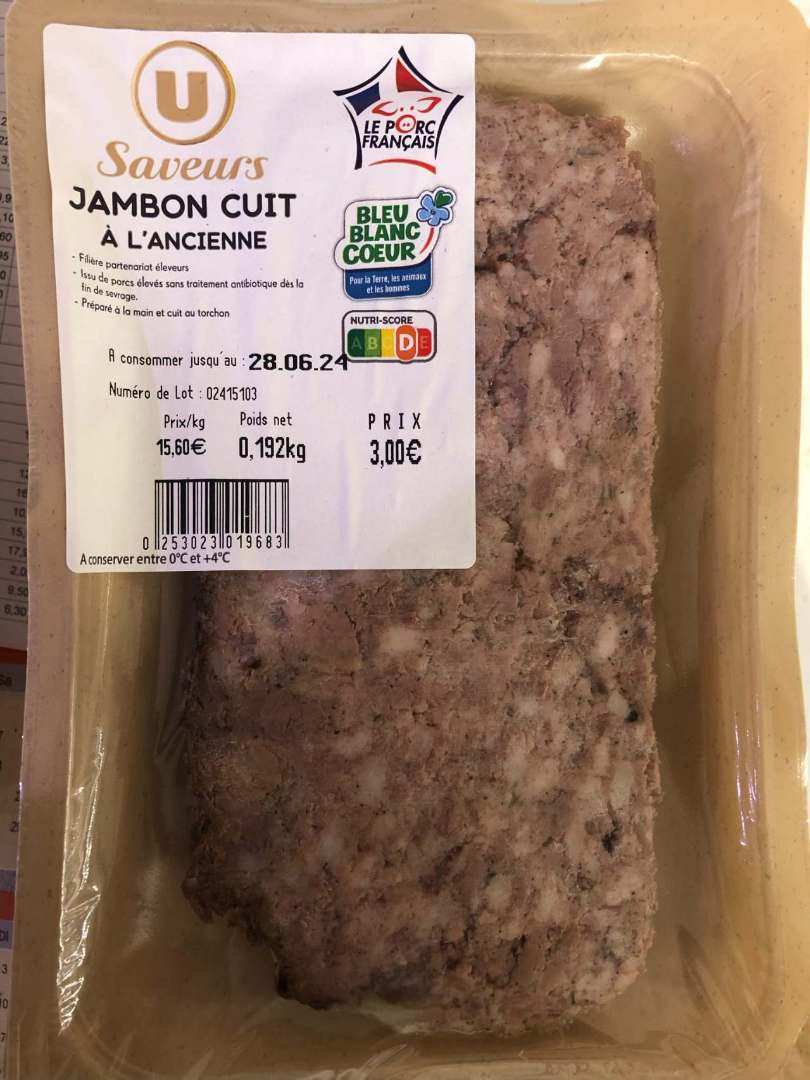 U
Saveurs
JAMBON CUIT
À L'ANCIENNE
- Filière partenariat éleveurs
- Issu de porcs élevés sans traitement antibiotique dès la
fin de sevrage.
- Préparé à la main et cuit au torchon
LE PORC
FRANÇAIS
BLEU
BLANC
COEUR
Pour la Terre, les animaux
et les hommes
NUTRI-SCORE
A B C D E
A consommer jusqu'au : 28.06.24
Numéro de Lot : 02415103
Prix/kg Poids net PRIX
15,60€ 0,192kg 3,00€
0 253023 019683
A conserver entre 0°C et +4°C